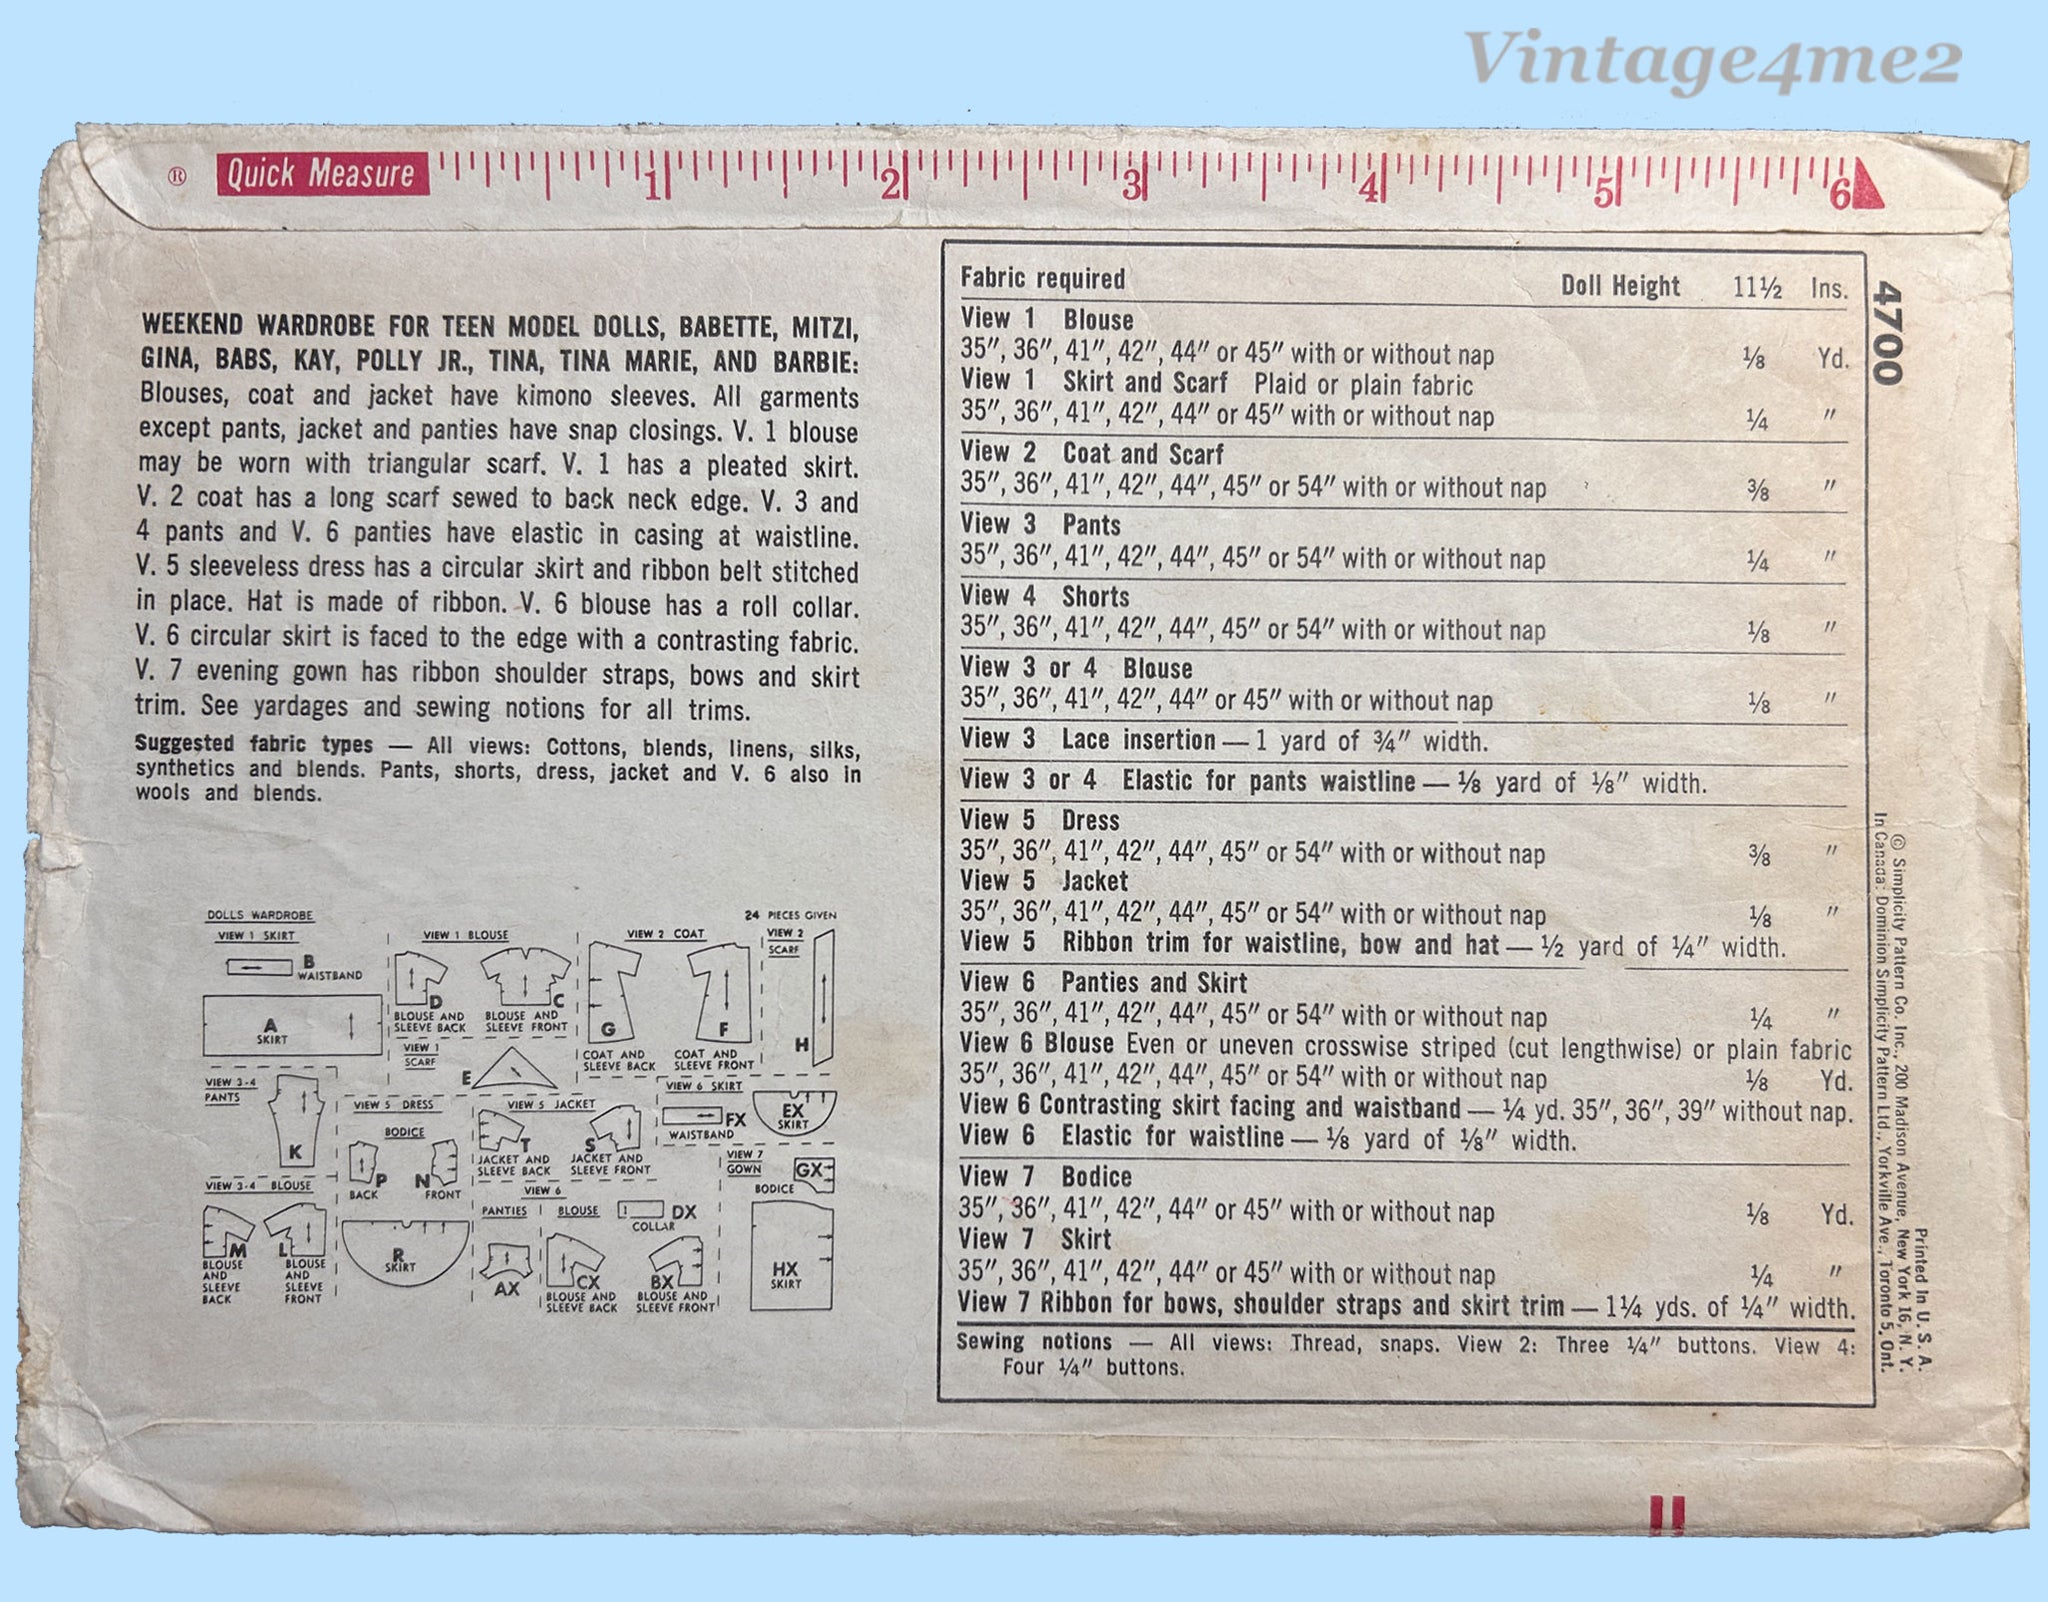 Vintage4me2
® Quick Measure 1 2 3 4 5 6
WEEKEND WARDROBE FOR TEEN MODEL DOLLS, BABETTE, MITZI,
GINA, BABS, KAY, POLLY JR., TINA, TINA MARIE, AND BARBIE:
Blouses, coat and jacket have kimono sleeves. All garments
except pants, jacket and panties have snap closings. V. 1 blouse
may be worn with triangular scarf. V. 1 has a pleated skirt.
V. 2 coat has a long scarf sewed to back neck edge. V. 3 and
4 pants and V. 6 panties have elastic in casing at waistline.
V. 5 sleeveless dress has a circular skirt and ribbon belt stitched
in place. Hat is made of ribbon. V. 6 blouse has a roll collar.
V. 6 circular skirt is faced to the edge with a contrasting fabric.
V. 7 evening gown has ribbon shoulder straps, bows and skirt
trim. See yardages and sewing notions for all trims.
Suggested fabric types — All views: Cottons, blends, linens, silks,
synthetics and blends. Pants, shorts, dress, jacket and V. 6 also in
wools and blends.
DOLLS WARDROBE
24 PIECES GIVEN
VIEW 1 SKIRT
B
WAISTBAND
A
SKIRT
VIEW 1 BLOUSE
D
BLOUSE AND
SLEEVE BACK
C
BLOUSE AND
SLEEVE FRONT
VIEW 1
SCARF
E
VIEW 2 COAT
G
COAT AND
SLEEVE BACK
F
COAT AND
SLEEVE FRONT
VIEW 2
SCARF
H
VIEW 3-4
PANTS
K
VIEW 5 DRESS
BODICE
P
BACK
N
FRONT
R
SKIRT
VIEW 5 JACKET
T
JACKET AND
SLEEVE BACK
S
JACKET AND
SLEEVE FRONT
VIEW 6 SKIRT
FX
WAISTBAND
EX
SKIRT
VIEW 3-4 BLOUSE
M
BLOUSE
AND
SLEEVE
BACK
L
BLOUSE
AND
SLEEVE
FRONT
VIEW 6
PANTIES
AX
BLOUSE
DX
COLLAR
CX
BLOUSE AND
SLEEVE BACK
BX
BLOUSE AND
SLEEVE FRONT
VIEW 7
GOWN
GX
BODICE
HX
SKIRT
Fabric required Doll Height 11½ Ins.
View 1 Blouse
35", 36", 41", 42", 44" or 45" with or without nap ⅛ Yd.
View 1 Skirt and Scarf Plaid or plain fabric
35", 36", 41", 42", 44" or 45" with or without nap ¼ "
View 2 Coat and Scarf
35", 36", 41", 42", 44", 45" or 54" with or without nap ⅜ "
View 3 Pants
35", 36", 41", 42", 44", 45" or 54" with or without nap ¼ "
View 4 Shorts
35", 36", 41", 42", 44", 45" or 54" with or without nap ⅛ "
View 3 or 4 Blouse
35", 36", 41", 42", 44" or 45" with or without nap ⅛ "
View 3 Lace insertion — 1 yard of ¾" width.
View 3 or 4 Elastic for pants waistline — ⅛ yard of ⅛" width.
View 5 Dress
35", 36", 41", 42", 44", 45" or 54" with or without nap ⅜ "
View 5 Jacket
35", 36", 41", 42", 44", 45" or 54" with or without nap ⅛ "
View 5 Ribbon trim for waistline, bow and hat — ½ yard of ¼" width.
View 6 Panties and Skirt
35", 36", 41", 42", 44", 45" or 54" with or without nap ¼ "
View 6 Blouse Even or uneven crosswise striped (cut lengthwise) or plain fabric
35", 36", 41", 42", 44", 45" or 54" with or without nap ⅛ Yd.
View 6 Contrasting skirt facing and waistband — ¼ yd. 35", 36", 39" without nap.
View 6 Elastic for waistline — ⅛ yard of ⅛" width.
View 7 Bodice
35", 36", 41", 42", 44" or 45" with or without nap ⅛ Yd.
View 7 Skirt
35", 36", 41", 42", 44" or 45" with or without nap ¼ "
View 7 Ribbon for bows, shoulder straps and skirt trim — 1¼ yds. of ¼" width.
Sewing notions — All views: Thread, snaps. View 2: Three ¼" buttons. View 4:
Four ¼" buttons.
4700
Printed in U. S. A.
© Simplicity Pattern Co. Inc., 200 Madison Avenue, New York 16, N. Y.
In Canada: Dominion Simplicity Pattern Ltd., Yorkville Ave., Toronto 5, Ont.